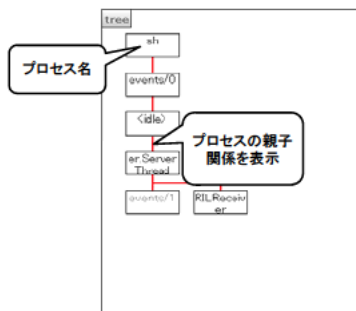 tree
sh
プロセス名
events/0
<idle>
プロセスの親子
関係を表示
er.Server
Thread
events/1
RILReceiv
er